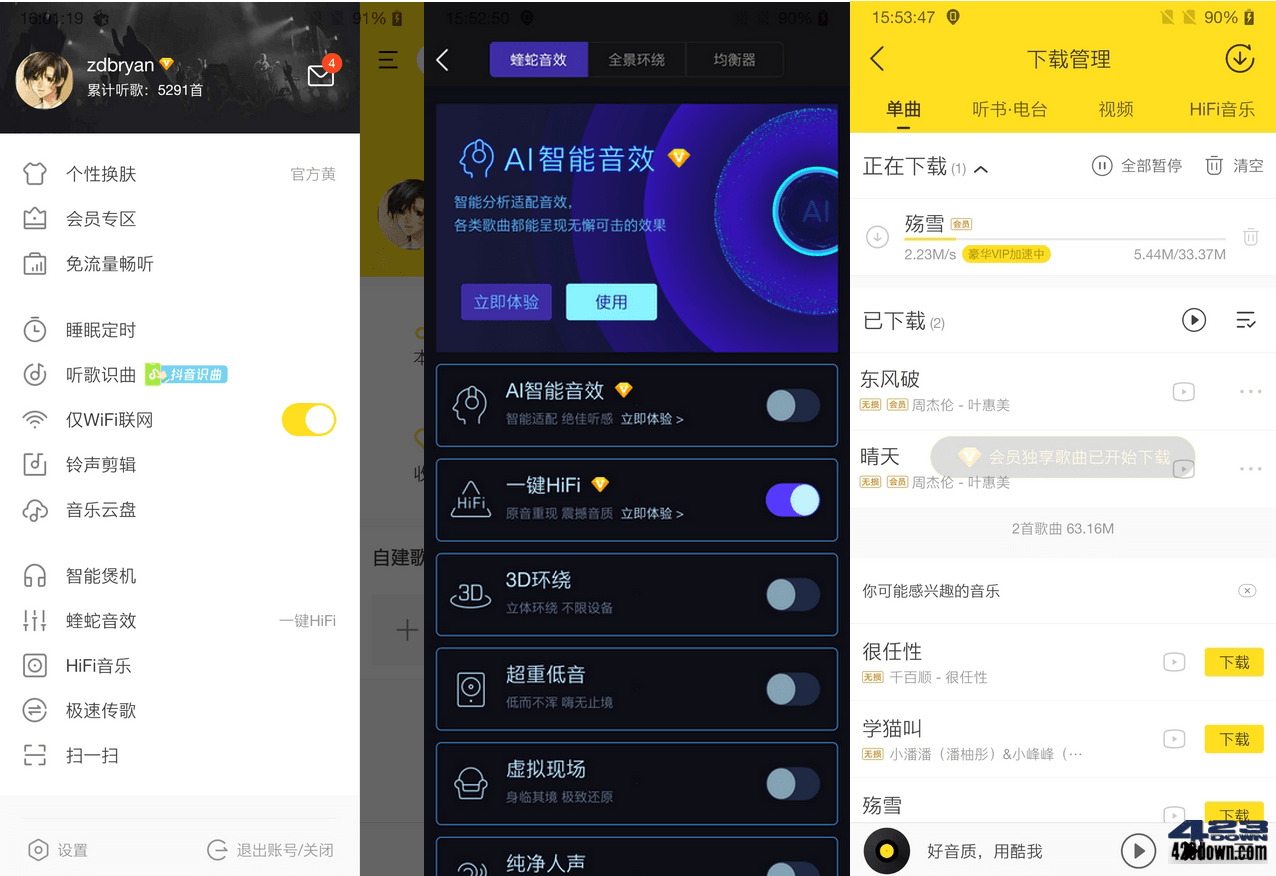 16:01:19
91%
zdbryan
4
累计听歌：5291首
个性换肤
官方黄
会员专区
免流量畅听
睡眠定时
听歌识曲
抖音识曲
仅WiFi联网
铃声剪辑
音乐云盘
智能煲机
蝰蛇音效
一键HiFi
HiFi音乐
极速传歌
扫一扫
设置
退出账号/关闭
本
收
自建歌
15:52:50
90%
蝰蛇音效
全景环绕
均衡器
AI智能音效
智能分析适配音效，
各类歌曲都能呈现无懈可击的效果
AI
立即体验
使用
AI智能音效
智能适配 绝佳听感 立即体验 >
HiFi
一键HiFi
原音重现 震撼音质 立即体验 >
3D
3D环绕
立体环绕 不限设备
超重低音
低而不浑 嗨无止境
虚拟现场
身临其境 极致还原
纯净人声
15:53:47
90%
下载管理
单曲
听书·电台
视频
HiFi音乐
正在下载(1)
全部暂停
清空
殇雪 会员
2.23M/s 豪华VIP加速中 5.44M/33.37M
已下载(2)
东风破
无损 会员 周杰伦 - 叶惠美
晴天
会员独享歌曲已开始下载
无损 会员 周杰伦 - 叶惠美
2首歌曲 63.16M
你可能感兴趣的音乐
很任性
无损 千百顺 - 很任性
下载
学猫叫
无损 小潘潘（潘柚彤）&小峰峰（…
下载
殇雪
下载
好音质，用酷我
423
DOWN
423down.com